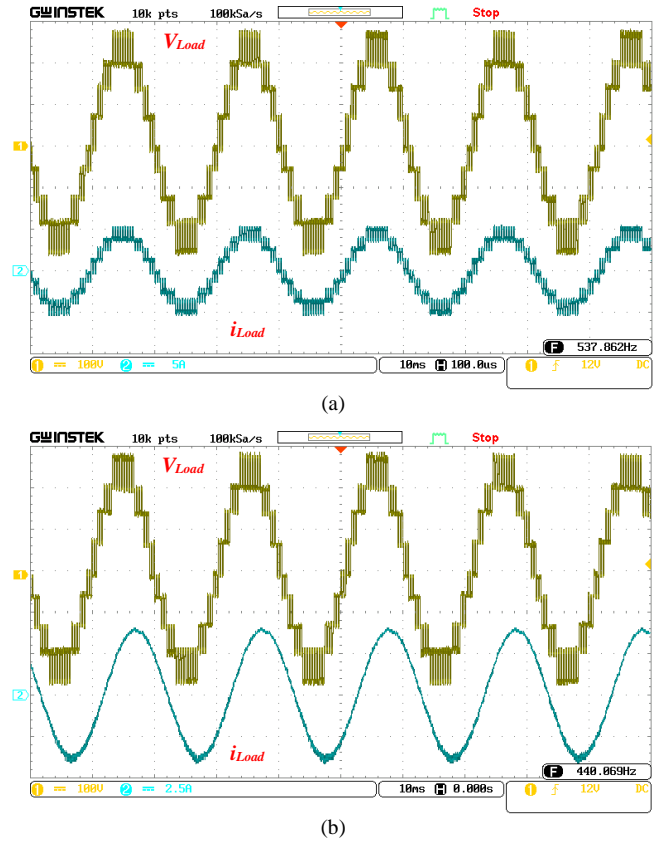 GWINSTEK 10k pts 100kSa/s Stop
VLoad
1
2
iLoad
F 537.862Hz
1 100V 2 5A 10ms H 100.0us 1 12V DC
(a)
GWINSTEK 10k pts 100kSa/s Stop
VLoad
1
2
iLoad
F 440.069Hz
1 100V 2 2.5A 10ms H 0.000s 1 12V DC
(b)